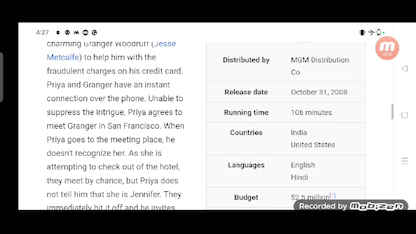 4:27
charming Granger Woodruff (Jesse
Metcalfe) to help him with the
fraudulent charges on his credit card.
Priya and Granger have an instant
connection over the phone. Unable to
suppress the intrigue, Priya agrees to
meet Granger in San Francisco. When
Priya goes to the meeting place, he
doesn't recognize her. As she is
attempting to check out of the hotel,
they meet by chance, but Priya does
not tell him that she is Jennifer. They
immediately hit it off and he invites
Distributed by MGM Distribution
Co.
Release date October 31, 2008
Running time 106 minutes
Countries India
United States
Languages English
Hindi
Budget $2.5 million[1]
Recorded by Mobizen